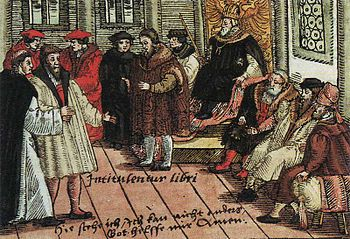 Intitulentur libri
Hie stehe ich Ich kan nicht anders
Got helffe mir Amen.